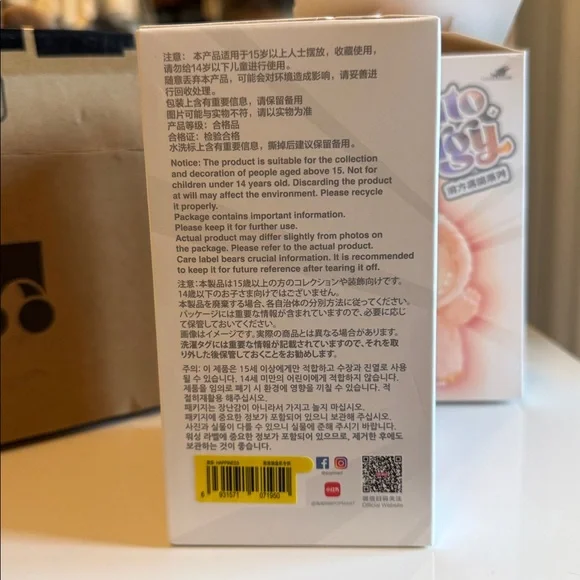 注意：本产品适用于15岁以上人士摆放，收藏使用，
请勿给14岁以下儿童进行使用。
随意丢弃本产品，可能会对环境造成影响，请妥善进
行回收处理。
包装上含有重要信息，请保留备用
图片可能与实物不符，请以实物为准
产品等级：合格品
合格证：检验合格
水洗标上含有重要信息，撕掉后建议保留备用。
Notice: The product is suitable for the collection
and decoration of people aged above 15. Not for
children under 14 years old. Discarding the product
at will may affect the environment. Please recycle
it properly.
Package contains important information.
Please keep it for further use.
Actual product may differ slightly from photos on
the package. Please refer to the actual product.
Care label bears crucial information. It is recommended
to keep it for future reference after tearing it off.
注意:本製品は15歳以上の方のコレクションや装飾向けです。
14歳以下のお子さま向けではございません。
本製品を廃棄する場合、各自治体の分別方法に従ってください。
パッケージには重要な情報が含まれていますので、必要に応じ
て保管しておいてください。
画像はイメージです。実際の商品とは異なる場合があります。
洗濯タグには重要な情報が記載されていますので、それを取
り外した後保管しておくことをお勧めします。
주의: 이 제품은 15세 이상에게만 적합하고 수장과 진열로 사용
될 수 있습니다. 14세 미만의 어린이에게 적합하지 않습니다.
제품을 임의로 폐기 시 환경에 영향을 끼칠 수 있습니다. 적
절히재활용 해주십시오.
패키지는 장난감이 아니라서 가지고 놀지 마십시오.
패키지에 중요한 정보가 포함되어 있으니 보관해 주십시오.
사진과 실물이 다를 수 있으니 실물에 준해 주시기 바랍니다.
워싱 라벨에 중요한 정보가 포함되어 있으므로, 제거한 후에도
보관하는 것이 좋습니다.
HAPPINESS
6 931571 071960
小红书
Official Website
gy